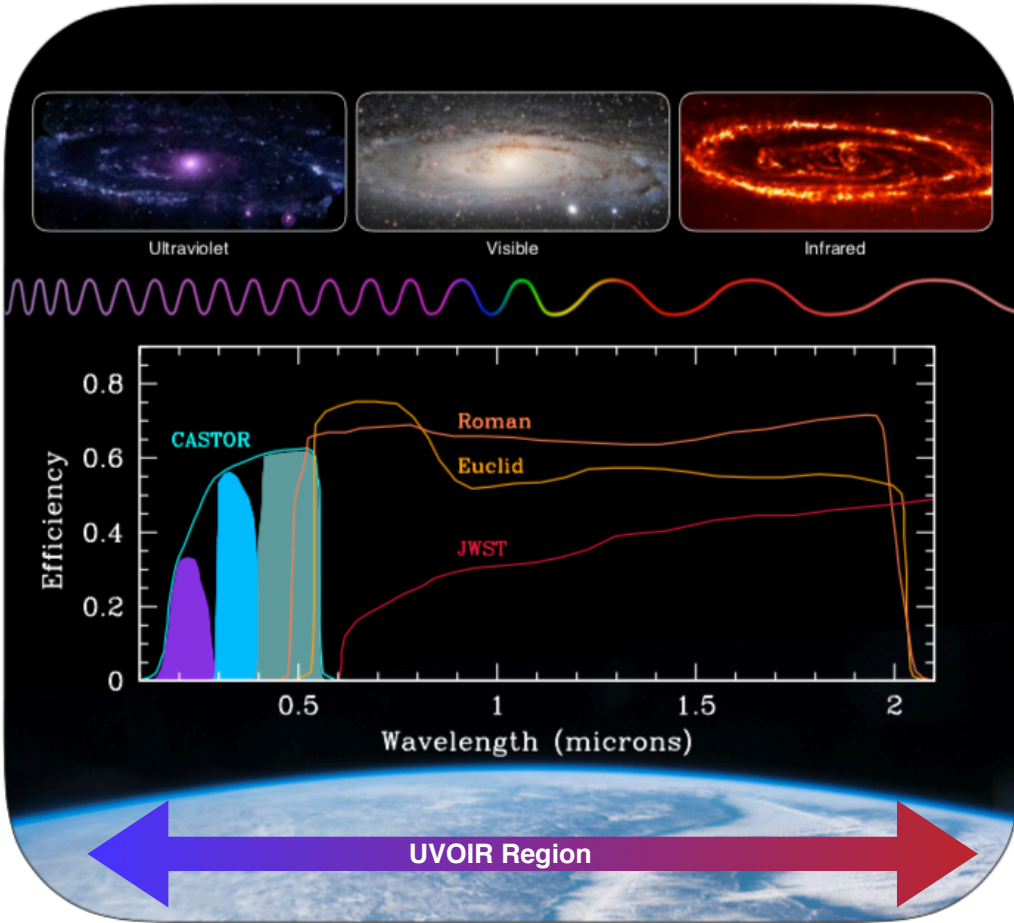 Ultraviolet
Visible
Infrared
0.8
0.6
0.4
0.2
0
Efficiency
CASTOR
Roman
Euclid
JWST
0.5
1
1.5
2
Wavelength (microns)
UVOIR Region